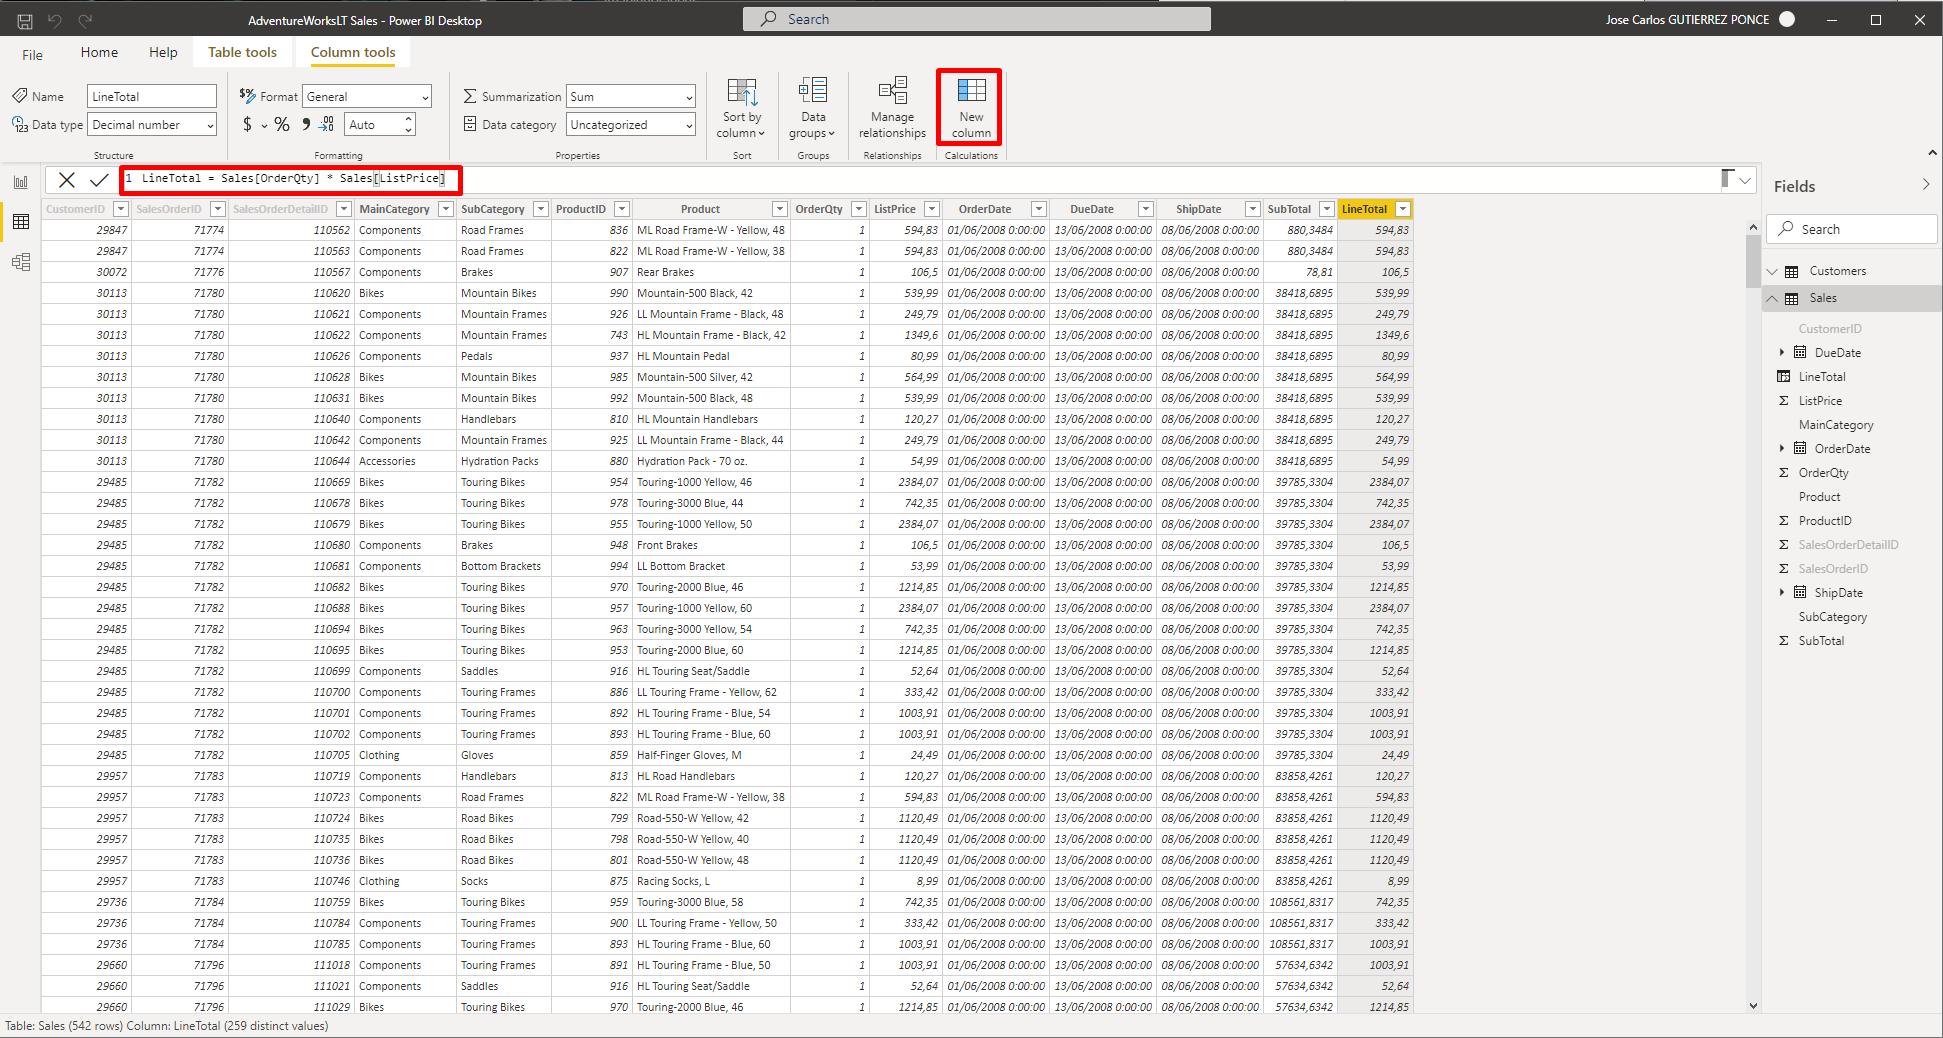 AdventureWorksLT Sales - Power BI Desktop
Search
Jose Carlos GUTIERREZ PONCE
File Home Help Table tools Column tools
Name LineTotal
Data type Decimal number
Structure
$% Format General
$ % Auto
Formatting
Summarization Sum
Data category Uncategorized
Properties
Sort by column
Sort
Data groups
Groups
Manage relationships
Relationships
New column
Calculations
1 LineTotal = Sales[OrderQty] * Sales[ListPrice]
CustomerID SalesOrderID SalesOrderDetailID MainCategory SubCategory ProductID Product OrderQty ListPrice OrderDate DueDate ShipDate SubTotal LineTotal
29847 71774 110562 Components Road Frames 836 ML Road Frame-W - Yellow, 48 1 594,83 01/06/2008 0:00:00 13/06/2008 0:00:00 08/06/2008 0:00:00 880,3484 594,83
29847 71774 110563 Components Road Frames 822 ML Road Frame-W - Yellow, 38 1 594,83 01/06/2008 0:00:00 13/06/2008 0:00:00 08/06/2008 0:00:00 880,3484 594,83
30072 71776 110567 Components Brakes 907 Rear Brakes 1 106,5 01/06/2008 0:00:00 13/06/2008 0:00:00 08/06/2008 0:00:00 78,81 106,5
30113 71780 110620 Bikes Mountain Bikes 990 Mountain-500 Black, 42 1 539,99 01/06/2008 0:00:00 13/06/2008 0:00:00 08/06/2008 0:00:00 38418,6895 539,99
30113 71780 110621 Components Mountain Frames 926 LL Mountain Frame - Black, 48 1 249,79 01/06/2008 0:00:00 13/06/2008 0:00:00 08/06/2008 0:00:00 38418,6895 249,79
30113 71780 110622 Components Mountain Frames 743 HL Mountain Frame - Black, 42 1 1349,6 01/06/2008 0:00:00 13/06/2008 0:00:00 08/06/2008 0:00:00 38418,6895 1349,6
30113 71780 110626 Components Pedals 937 HL Mountain Pedal 1 80,99 01/06/2008 0:00:00 13/06/2008 0:00:00 08/06/2008 0:00:00 38418,6895 80,99
30113 71780 110628 Bikes Mountain Bikes 985 Mountain-500 Silver, 42 1 564,99 01/06/2008 0:00:00 13/06/2008 0:00:00 08/06/2008 0:00:00 38418,6895 564,99
30113 71780 110631 Bikes Mountain Bikes 992 Mountain-500 Black, 48 1 539,99 01/06/2008 0:00:00 13/06/2008 0:00:00 08/06/2008 0:00:00 38418,6895 539,99
30113 71780 110640 Components Handlebars 810 HL Mountain Handlebars 1 120,27 01/06/2008 0:00:00 13/06/2008 0:00:00 08/06/2008 0:00:00 38418,6895 120,27
30113 71780 110642 Components Mountain Frames 925 LL Mountain Frame - Black, 44 1 249,79 01/06/2008 0:00:00 13/06/2008 0:00:00 08/06/2008 0:00:00 38418,6895 249,79
30113 71780 110644 Accessories Hydration Packs 880 Hydration Pack - 70 oz. 1 54,99 01/06/2008 0:00:00 13/06/2008 0:00:00 08/06/2008 0:00:00 38418,6895 54,99
29485 71782 110669 Bikes Touring Bikes 954 Touring-1000 Yellow, 46 1 2384,07 01/06/2008 0:00:00 13/06/2008 0:00:00 08/06/2008 0:00:00 39785,3304 2384,07
29485 71782 110678 Bikes Touring Bikes 978 Touring-3000 Blue, 44 1 742,35 01/06/2008 0:00:00 13/06/2008 0:00:00 08/06/2008 0:00:00 39785,3304 742,35
29485 71782 110679 Bikes Touring Bikes 955 Touring-1000 Yellow, 50 1 2384,07 01/06/2008 0:00:00 13/06/2008 0:00:00 08/06/2008 0:00:00 39785,3304 2384,07
29485 71782 110680 Components Brakes 948 Front Brakes 1 106,5 01/06/2008 0:00:00 13/06/2008 0:00:00 08/06/2008 0:00:00 39785,3304 106,5
29485 71782 110681 Components Bottom Brackets 994 LL Bottom Bracket 1 53,99 01/06/2008 0:00:00 13/06/2008 0:00:00 08/06/2008 0:00:00 39785,3304 53,99
29485 71782 110682 Bikes Touring Bikes 970 Touring-2000 Blue, 46 1 1214,85 01/06/2008 0:00:00 13/06/2008 0:00:00 08/06/2008 0:00:00 39785,3304 1214,85
29485 71782 110688 Bikes Touring Bikes 957 Touring-1000 Yellow, 60 1 2384,07 01/06/2008 0:00:00 13/06/2008 0:00:00 08/06/2008 0:00:00 39785,3304 2384,07
29485 71782 110694 Bikes Touring Bikes 963 Touring-3000 Yellow, 54 1 742,35 01/06/2008 0:00:00 13/06/2008 0:00:00 08/06/2008 0:00:00 39785,3304 742,35
29485 71782 110695 Bikes Touring Bikes 953 Touring-2000 Blue, 60 1 1214,85 01/06/2008 0:00:00 13/06/2008 0:00:00 08/06/2008 0:00:00 39785,3304 1214,85
29485 71782 110699 Components Saddles 916 HL Touring Seat/Saddle 1 52,64 01/06/2008 0:00:00 13/06/2008 0:00:00 08/06/2008 0:00:00 39785,3304 52,64
29485 71782 110700 Components Touring Frames 886 LL Touring Frame - Yellow, 62 1 333,42 01/06/2008 0:00:00 13/06/2008 0:00:00 08/06/2008 0:00:00 39785,3304 333,42
29485 71782 110701 Components Touring Frames 892 HL Touring Frame - Blue, 54 1 1003,91 01/06/2008 0:00:00 13/06/2008 0:00:00 08/06/2008 0:00:00 39785,3304 1003,91
29485 71782 110702 Components Touring Frames 893 HL Touring Frame - Blue, 60 1 1003,91 01/06/2008 0:00:00 13/06/2008 0:00:00 08/06/2008 0:00:00 39785,3304 1003,91
29485 71782 110705 Clothing Gloves 859 Half-Finger Gloves, M 1 24,49 01/06/2008 0:00:00 13/06/2008 0:00:00 08/06/2008 0:00:00 39785,3304 24,49
29957 71783 110719 Components Handlebars 813 HL Road Handlebars 1 120,27 01/06/2008 0:00:00 13/06/2008 0:00:00 08/06/2008 0:00:00 83858,4261 120,27
29957 71783 110723 Components Road Frames 822 ML Road Frame-W - Yellow, 38 1 594,83 01/06/2008 0:00:00 13/06/2008 0:00:00 08/06/2008 0:00:00 83858,4261 594,83
29957 71783 110724 Bikes Road Bikes 799 Road-550-W Yellow, 42 1 1120,49 01/06/2008 0:00:00 13/06/2008 0:00:00 08/06/2008 0:00:00 83858,4261 1120,49
29957 71783 110735 Bikes Road Bikes 798 Road-550-W Yellow, 40 1 1120,49 01/06/2008 0:00:00 13/06/2008 0:00:00 08/06/2008 0:00:00 83858,4261 1120,49
29957 71783 110736 Bikes Road Bikes 801 Road-550-W Yellow, 48 1 1120,49 01/06/2008 0:00:00 13/06/2008 0:00:00 08/06/2008 0:00:00 83858,4261 1120,49
29957 71783 110746 Clothing Socks 875 Racing Socks, L 1 8,99 01/06/2008 0:00:00 13/06/2008 0:00:00 08/06/2008 0:00:00 83858,4261 8,99
29736 71784 110759 Bikes Touring Bikes 959 Touring-3000 Blue, 58 1 742,35 01/06/2008 0:00:00 13/06/2008 0:00:00 08/06/2008 0:00:00 108561,8317 742,35
29736 71784 110784 Components Touring Frames 900 LL Touring Frame - Yellow, 50 1 333,42 01/06/2008 0:00:00 13/06/2008 0:00:00 08/06/2008 0:00:00 108561,8317 333,42
29736 71784 110785 Components Touring Frames 893 HL Touring Frame - Blue, 60 1 1003,91 01/06/2008 0:00:00 13/06/2008 0:00:00 08/06/2008 0:00:00 108561,8317 1003,91
29660 71796 111018 Components Touring Frames 891 HL Touring Frame - Blue, 50 1 1003,91 01/06/2008 0:00:00 13/06/2008 0:00:00 08/06/2008 0:00:00 57634,6342 1003,91
29660 71796 111021 Components Saddles 916 HL Touring Seat/Saddle 1 52,64 01/06/2008 0:00:00 13/06/2008 0:00:00 08/06/2008 0:00:00 57634,6342 52,64
29660 71796 111029 Bikes Touring Bikes 970 Touring-2000 Blue, 46 1 1214,85 01/06/2008 0:00:00 13/06/2008 0:00:00 08/06/2008 0:00:00 57634,6342 1214,85
Fields
Search
Customers
Sales
CustomerID
DueDate
LineTotal
ListPrice
MainCategory
OrderDate
OrderQty
Product
ProductID
SalesOrderDetailID
SalesOrderID
ShipDate
SubCategory
SubTotal
Table: Sales (542 rows) Column: LineTotal (259 distinct values)